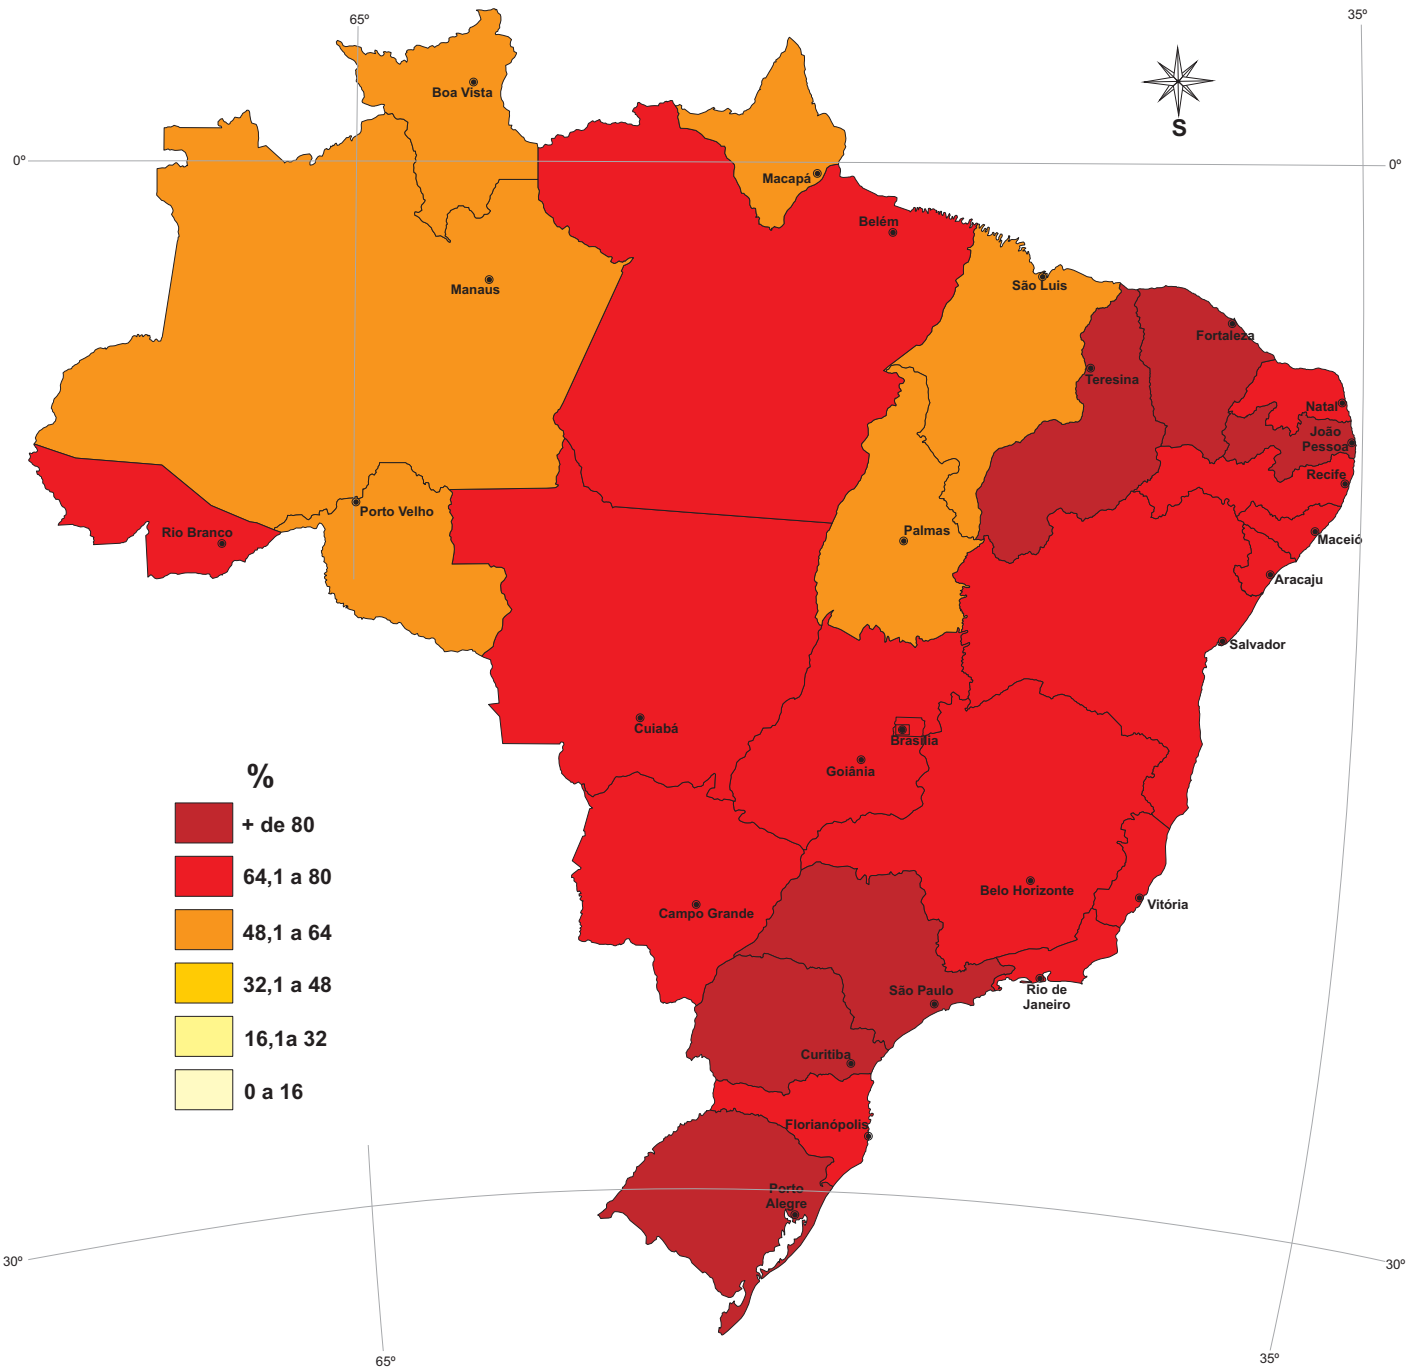 65º
35º
Boa Vista
S
0º
0º
Macapá
Belém
Manaus
São Luis
Fortaleza
Teresina
Natal
João
Pessoa
Recife
Porto Velho
Rio Branco
Palmas
Maceió
Aracaju
Salvador
Cuiabá
Brasília
Goiânia
%
+ de 80
64,1 a 80
48,1 a 64
32,1 a 48
16,1a 32
0 a 16
Belo Horizonte
Vitória
Campo Grande
São Paulo
Rio de
Janeiro
Curitiba
Florianópolis
Porto
Alegre
30º
30º
65º
35º